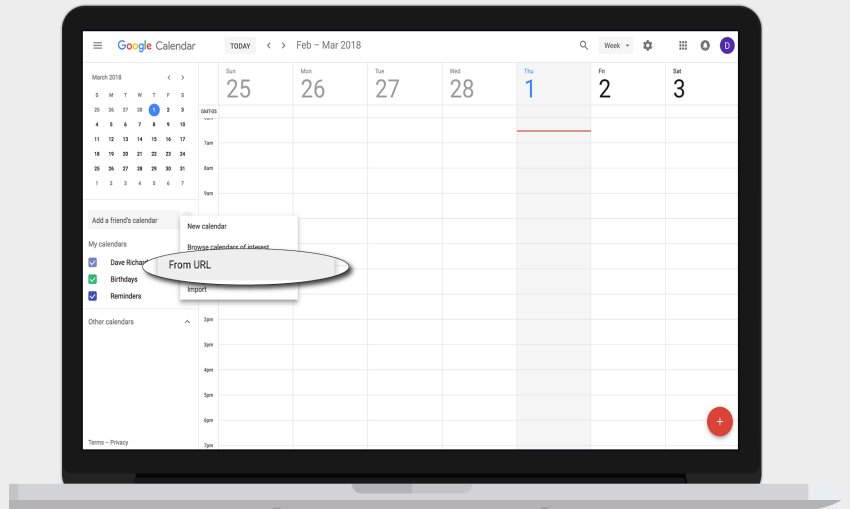 Google Calendar TODAY < > Feb – Mar 2018 Week D
March 2018 < >
S M T W T F S
25 26 27 28 1 2 3
4 5 6 7 8 9 10
11 12 13 14 15 16 17
18 19 20 21 22 23 24
25 26 27 28 29 30 31
1 2 3 4 5 6 7
Add a friend's calendar
My calendars
Dave Richard
Birthdays
Reminders
Other calendars
Terms – Privacy
New calendar
Browse calendars of interest
From URL
Import
Sun Mon Tue Wed Thu Fri Sat
25 26 27 28 1 2 3
GMT-05
7am
8am
9am
2pm
3pm
4pm
5pm
6pm
7pm
+